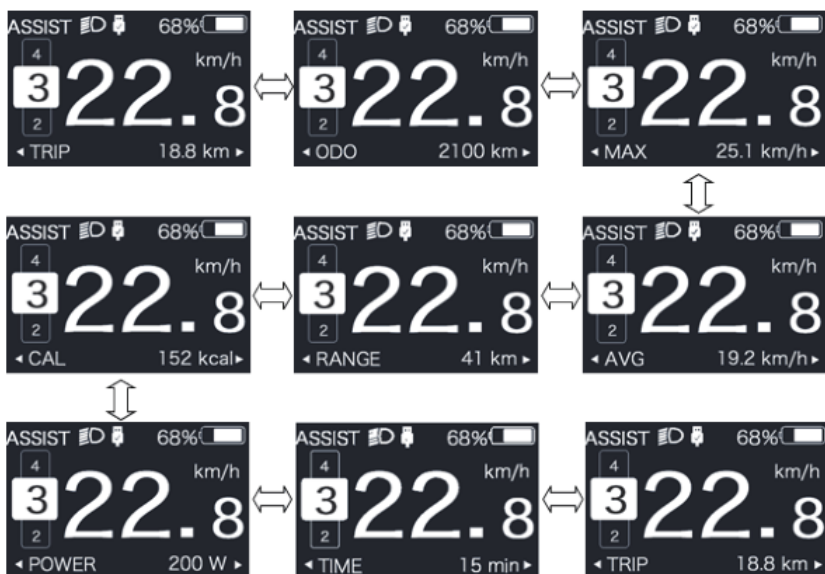 ASSIST 68%
4
km/h
3
22.8
2
TRIP 18.8 km
ASSIST 68%
4
km/h
3
22.8
2
ODO 2100 km
ASSIST 68%
4
km/h
3
22.8
2
MAX 25.1 km/h
ASSIST 68%
4
km/h
3
22.8
2
CAL 152 kcal
ASSIST 68%
4
km/h
3
22.8
2
RANGE 41 km
ASSIST 68%
4
km/h
3
22.8
2
AVG 19.2 km/h
ASSIST 68%
4
km/h
3
22.8
2
POWER 200 W
ASSIST 68%
4
km/h
3
22.8
2
TIME 15 min
ASSIST 68%
4
km/h
3
22.8
2
TRIP 18.8 km